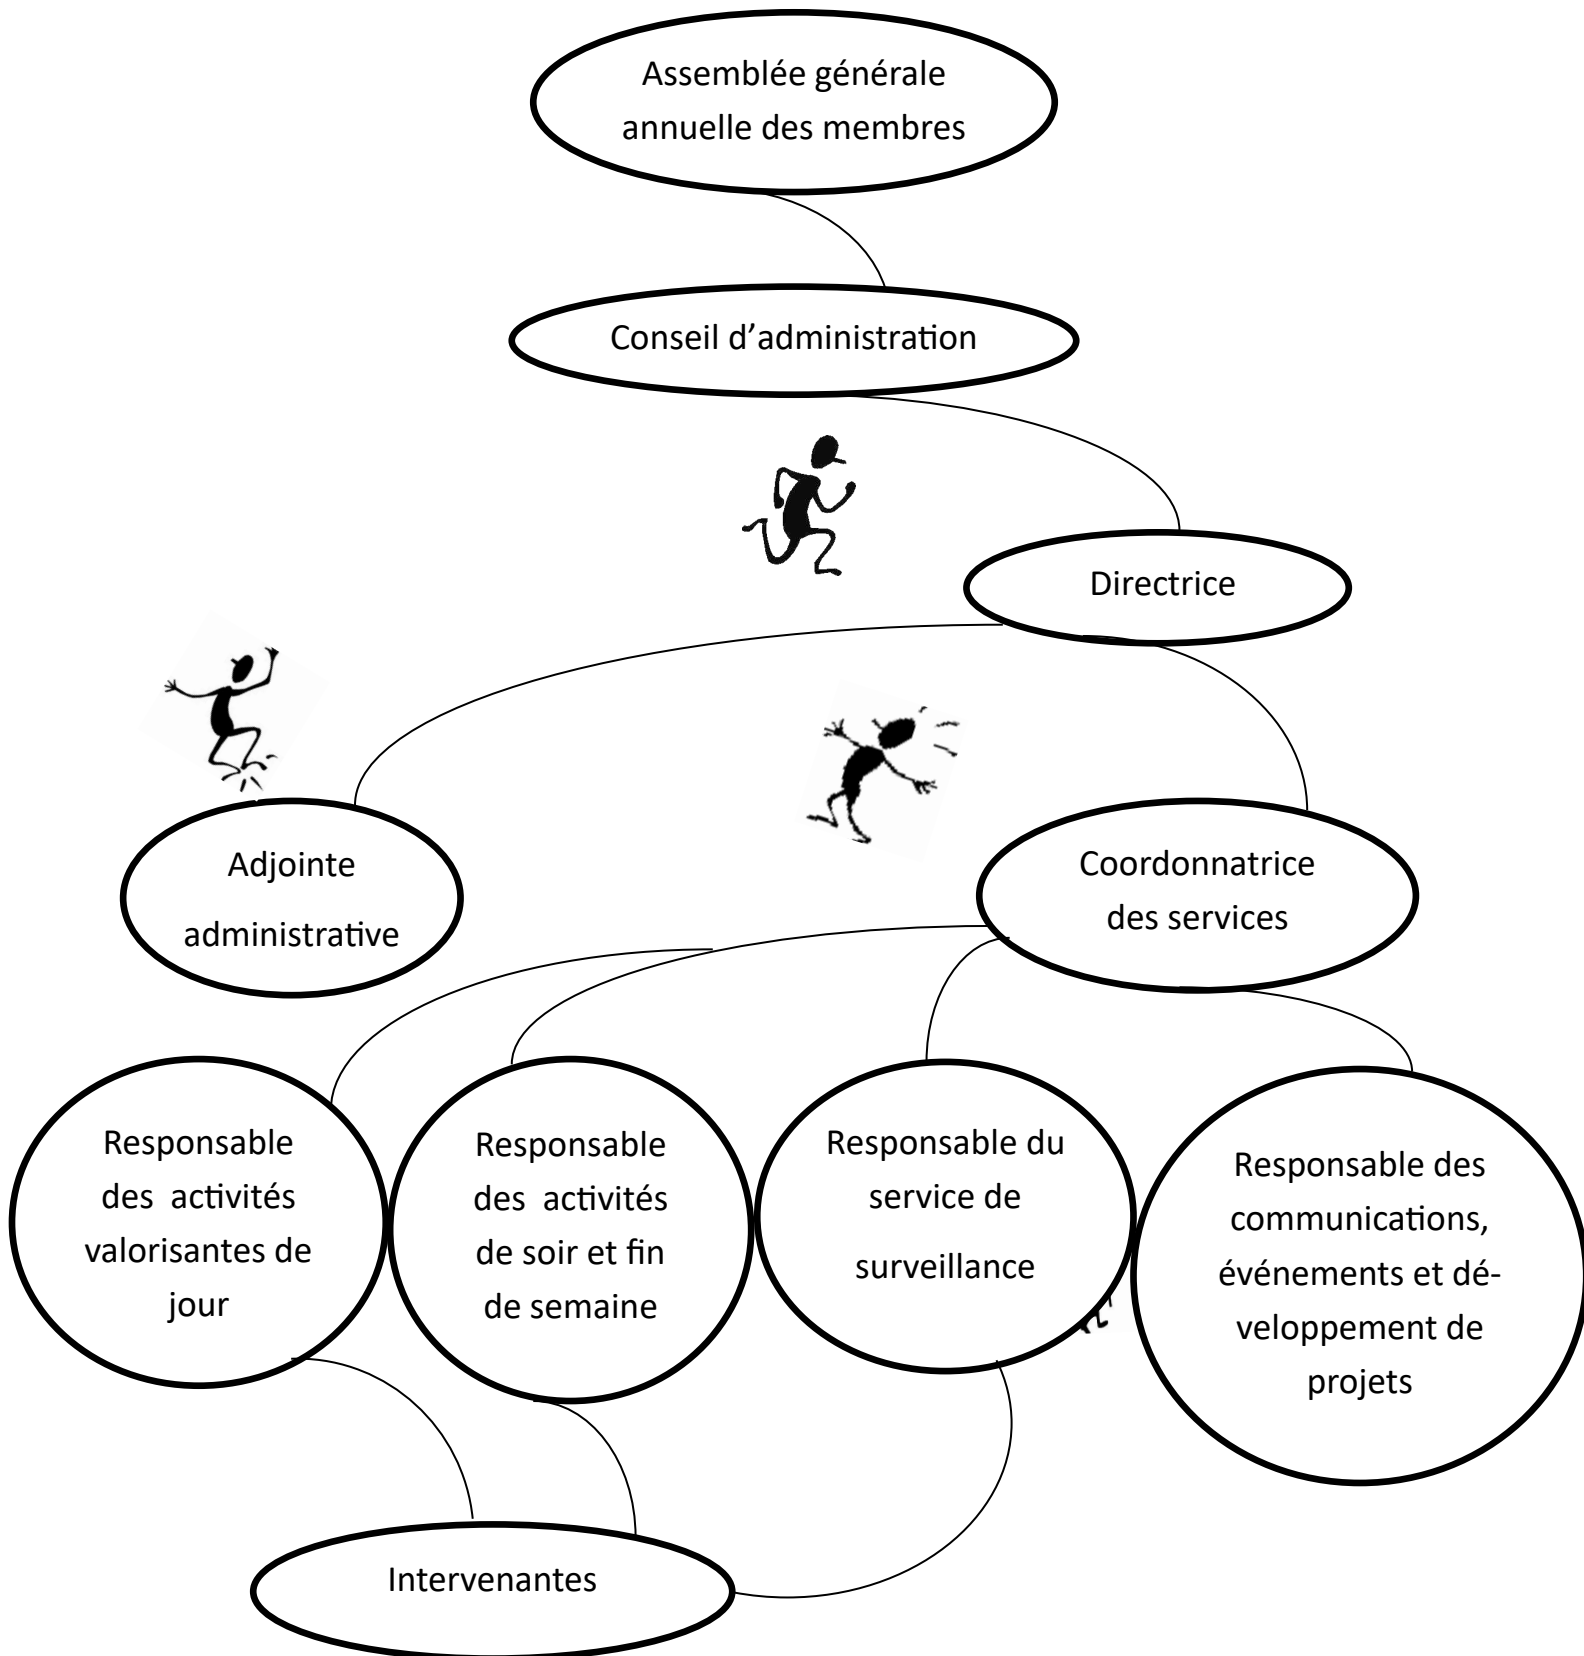 Assemblée générale
annuelle des membres
Conseil d’administration
Directrice
Adjointe
administrative
Coordonnatrice
des services
Responsable
des  activités
valorisantes de
jour
Responsable
des  activités
de soir et fin
de semaine
Responsable du
service de
surveillance
Responsable des
communications,
événements et dé-
veloppement de
projets
Intervenantes